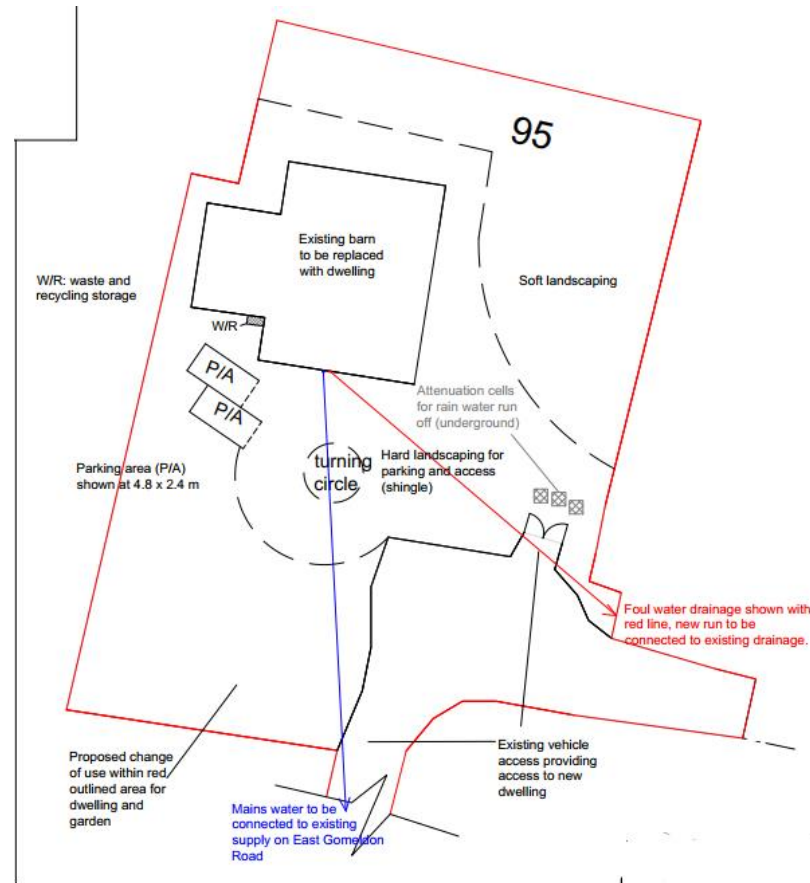 95
Existing barn
to be replaced
with dwelling
W/R: waste and
recycling storage
Soft landscaping
W/R
P/A
P/A
Attenuation cells
for rain water run
off (underground)
turning
circle
Hard landscaping for
parking and access
(shingle)
Parking area (P/A)
shown at 4.8 x 2.4 m
Foul water drainage shown with
red line, new run to be
connected to existing drainage.
Proposed change
of use within red
outlined area for
dwelling and
garden
Existing vehicle
access providing
access to new
dwelling
Mains water to be
connected to existing
supply on East Gomeldon
Road